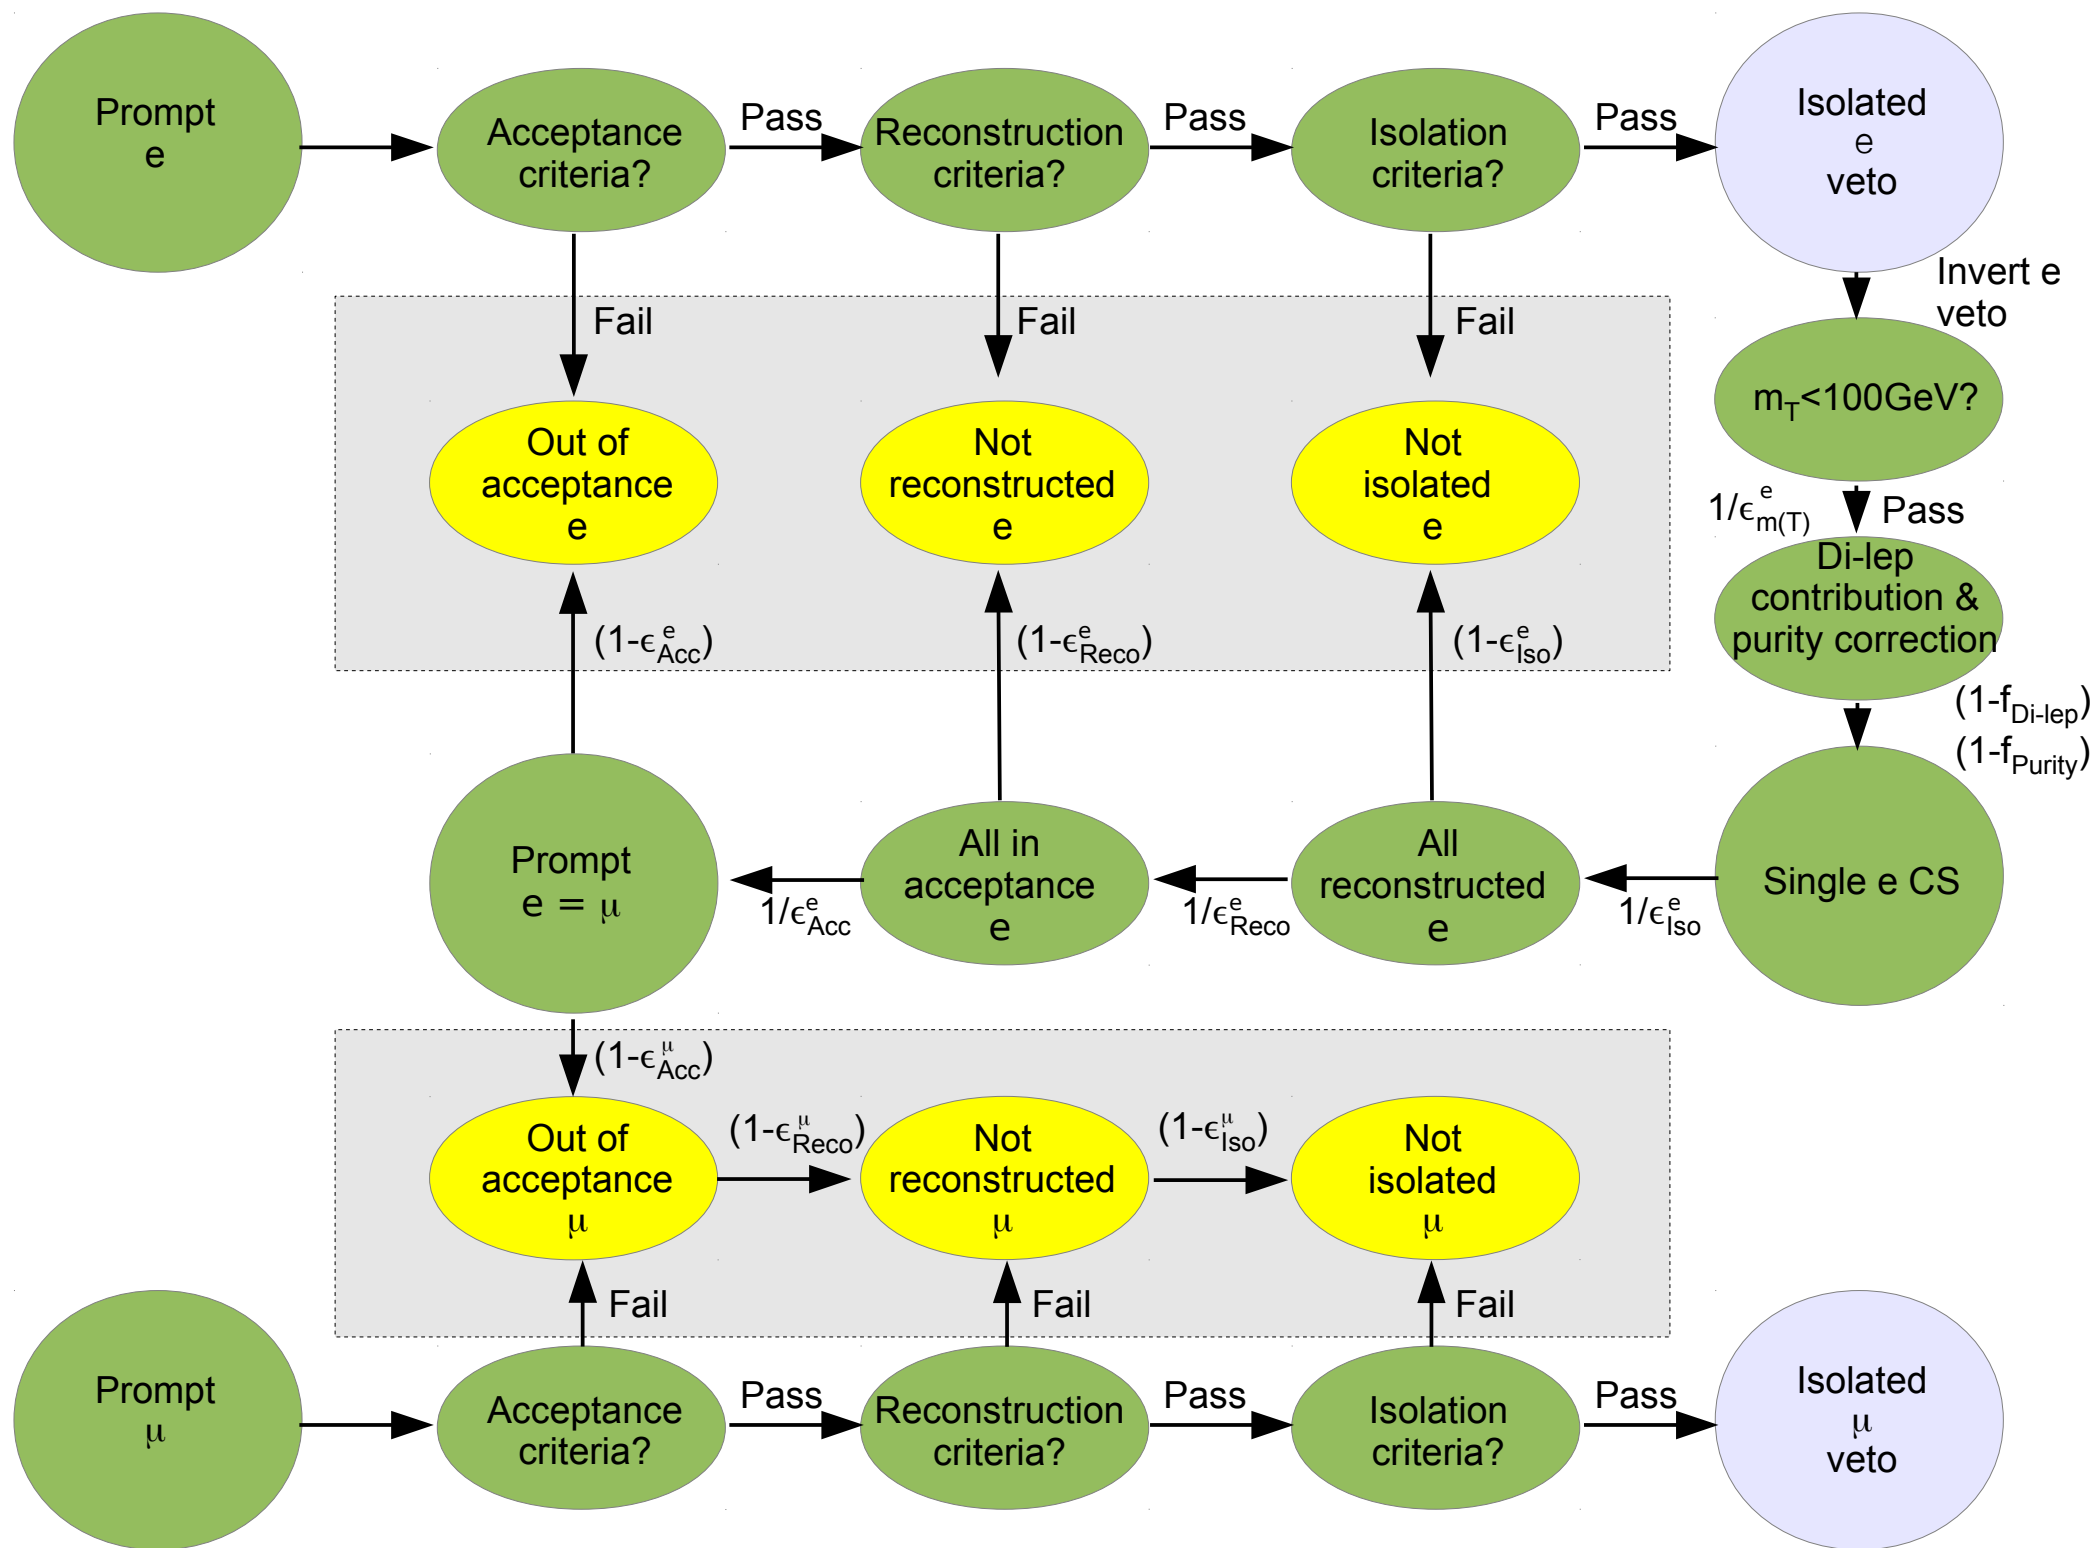 Prompt
e
Acceptance
criteria?
Pass
Reconstruction
criteria?
Pass
Isolation
criteria?
Pass
Isolated
e
veto
Invert e
veto
Fail
Fail
Fail
m_T<100GeV?
Out of
acceptance
e
Not
reconstructed
e
Not
isolated
e
1/ϵ^e_m(T)
Pass
Di-lep
contribution &
purity correction
(1-ϵ^e_Acc)
(1-ϵ^e_Reco)
(1-ϵ^e_Iso)
(1-f_Di-lep)
(1-f_Purity)
Prompt
e = μ
1/ϵ^e_Acc
All in
acceptance
e
1/ϵ^e_Reco
All
reconstructed
e
1/ϵ^e_Iso
Single e CS
(1-ϵ^μ_Acc)
Out of
acceptance
μ
(1-ϵ^μ_Reco)
Not
reconstructed
μ
(1-ϵ^μ_Iso)
Not
isolated
μ
Fail
Fail
Fail
Prompt
μ
Acceptance
criteria?
Pass
Reconstruction
criteria?
Pass
Isolation
criteria?
Pass
Isolated
μ
veto